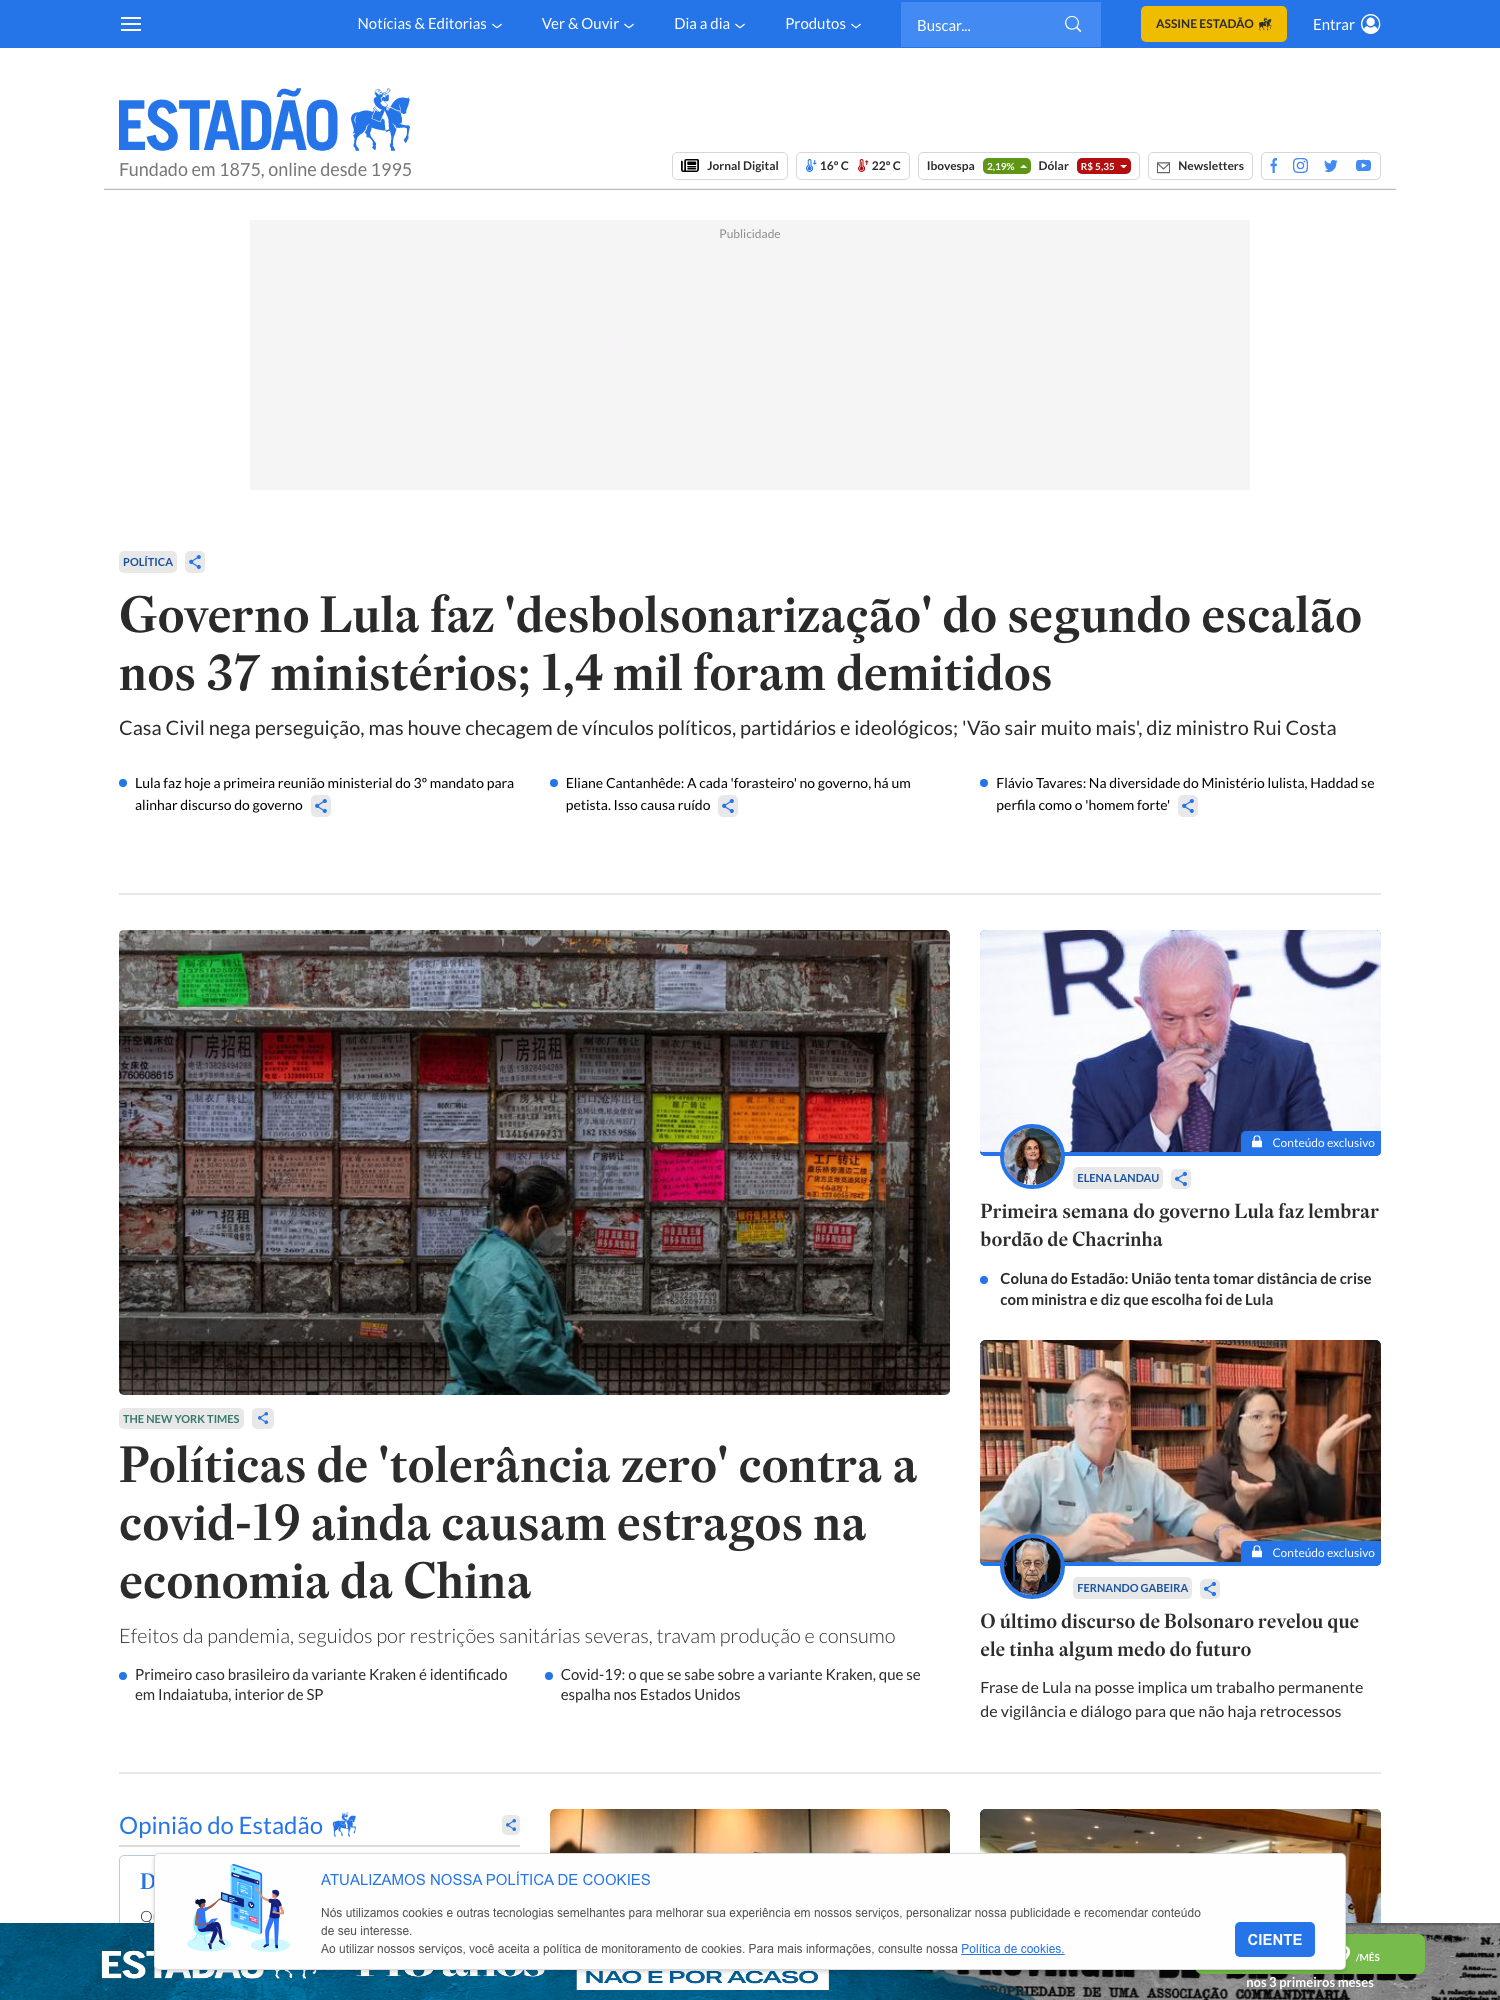 Notícias & Editorias
Ver & Ouvir
Dia a dia
Produtos
Buscar...
ASSINE ESTADÃO
Entrar
ESTADÃO
Fundado em 1875, online desde 1995
Jornal Digital
16º C 22º C
Ibovespa 2,19% Dólar R$ 5,35
Newsletters
Publicidade
POLÍTICA
Governo Lula faz 'desbolsonarização' do segundo escalão
nos 37 ministérios; 1,4 mil foram demitidos
Casa Civil nega perseguição, mas houve checagem de vínculos políticos, partidários e ideológicos; 'Vão sair muito mais', diz ministro Rui Costa
Lula faz hoje a primeira reunião ministerial do 3º mandato para
alinhar discurso do governo
Eliane Cantanhêde: A cada 'forasteiro' no governo, há um
petista. Isso causa ruído
Flávio Tavares: Na diversidade do Ministério lulista, Haddad se
perfila como o 'homem forte'
厂房招租
厂房招租
THE NEW YORK TIMES
Políticas de 'tolerância zero' contra a
covid-19 ainda causam estragos na
economia da China
Efeitos da pandemia, seguidos por restrições sanitárias severas, travam produção e consumo
Primeiro caso brasileiro da variante Kraken é identificado
em Indaiatuba, interior de SP
Covid-19: o que se sabe sobre a variante Kraken, que se
espalha nos Estados Unidos
Conteúdo exclusivo
ELENA LANDAU
Primeira semana do governo Lula faz lembrar
bordão de Chacrinha
Coluna do Estadão: União tenta tomar distância de crise
com ministra e diz que escolha foi de Lula
Conteúdo exclusivo
FERNANDO GABEIRA
O último discurso de Bolsonaro revelou que
ele tinha algum medo do futuro
Frase de Lula na posse implica um trabalho permanente
de vigilância e diálogo para que não haja retrocessos
Opinião do Estadão
ATUALIZAMOS NOSSA POLÍTICA DE COOKIES
Nós utilizamos cookies e outras tecnologias semelhantes para melhorar sua experiência em nossos serviços, personalizar nossa publicidade e recomendar conteúdo
de seu interesse.
Ao utilizar nossos serviços, você aceita a política de monitoramento de cookies. Para mais informações, consulte nossa Política de cookies.
CIENTE
/MÊS
NÃO É POR ACASO
nos 3 primeiros meses
DE UMA ASSOCIAÇÃO COMMANDITARIA